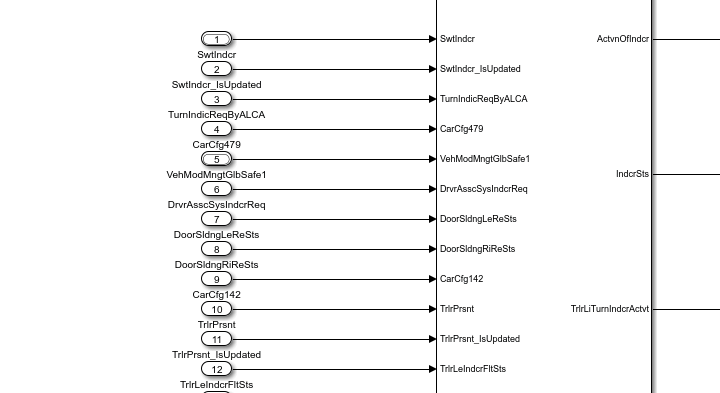 1 SwtIndcr ActvnOfIndcr
SwtIndcr
2 SwtIndcr_IsUpdated
SwtIndcr_IsUpdated
3 TurnIndicReqByALCA
TurnIndicReqByALCA
4 CarCfg479
CarCfg479
5 VehModMngtGlbSafe1
VehModMngtGlbSafe1 IndcrSts
6 DrvrAsscSysIndcrReq
DrvrAsscSysIndcrReq
7 DoorSldngLeReSts
DoorSldngLeReSts
8 DoorSldngRiReSts
DoorSldngRiReSts
9 CarCfg142
CarCfg142
10 TrlrPrsnt TrlrLiTurnIndcrActvt
TrlrPrsnt
11 TrlrPrsnt_IsUpdated
TrlrPrsnt_IsUpdated
12 TrlrLeIndcrFltSts
TrlrLeIndcrFltSts